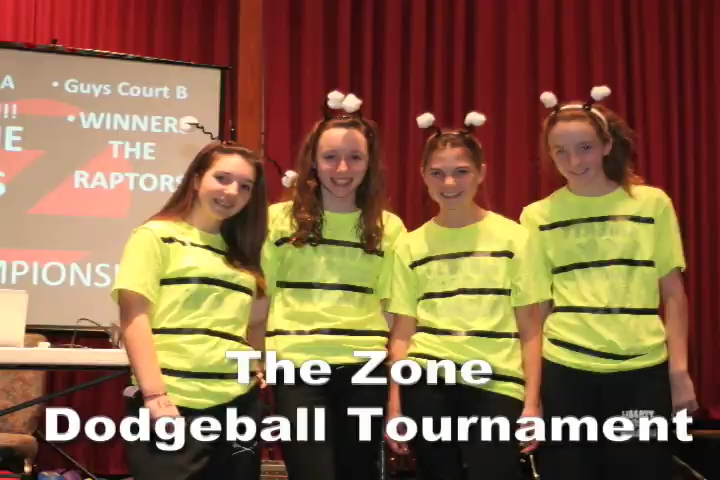 A
• Guys Court B
!!!
• WINNERS
THE
RAPTORS
The Zone
Dodgeball Tournament